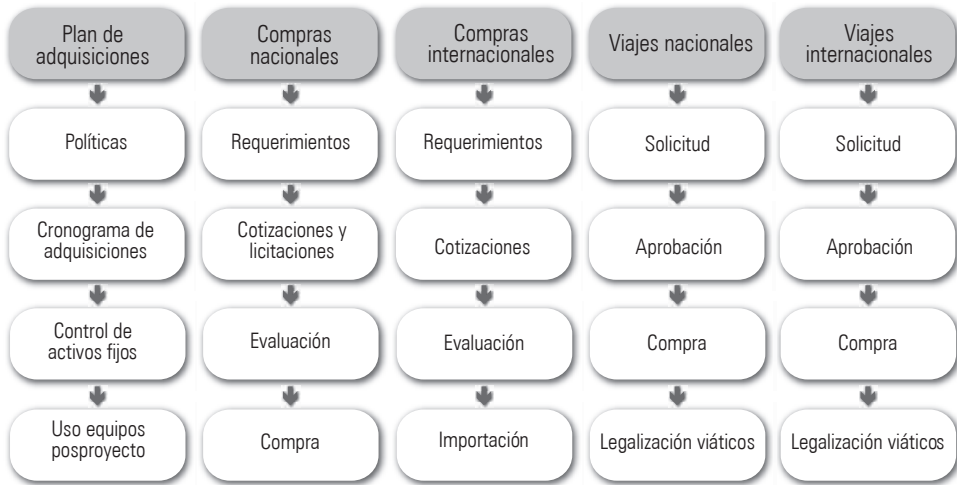 Plan de
adquisiciones
Compras
nacionales
Compras
internacionales
Viajes nacionales
Viajes
internacionales
Políticas
Requerimientos
Requerimientos
Solicitud
Solicitud
Cronograma de
adquisiciones
Cotizaciones y
licitaciones
Cotizaciones
Aprobación
Aprobación
Control de
activos fijos
Evaluación
Evaluación
Compra
Compra
Uso equipos
posproyecto
Compra
Importación
Legalización viáticos
Legalización viáticos